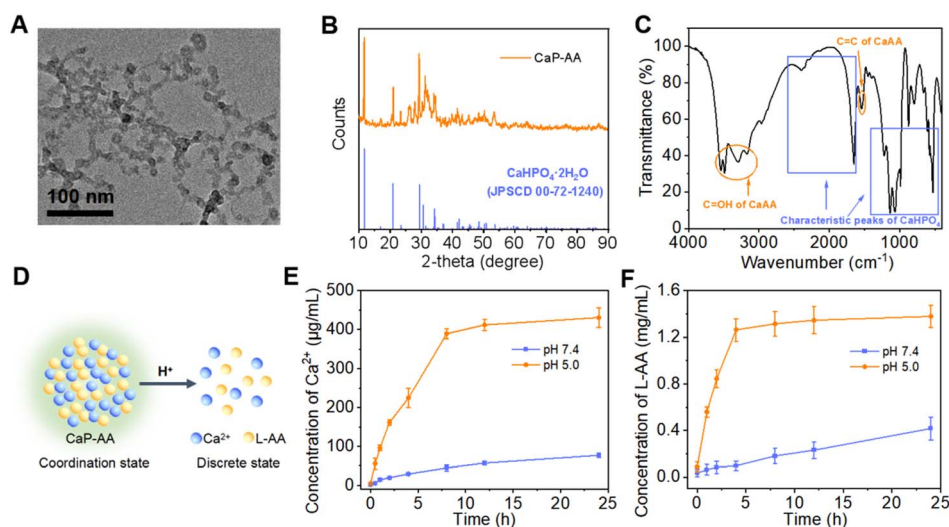 A
100 nm
B
Counts
CaP-AA
CaHPO₄·2H₂O
(JPSCD 00-72-1240)
10 20 30 40 50 60 70 80 90
2-theta (degree)
C
Transmittance (%)
100
80
60
40
20
0
C=C of CaAA
C=OH of CaAA
Characteristic peaks of CaHPO₄
4000 3000 2000 1000
Wavenumber (cm⁻¹)
D
H⁺
CaP-AA
Ca²⁺ L-AA
Coordination state
Discrete state
E
Concentration of Ca²⁺ (μg/mL)
500
400
300
200
100
0
pH 7.4
pH 5.0
0 5 10 15 20 25
Time (h)
F
Concentration of L-AA (mg/mL)
1.6
1.2
0.8
0.4
0.0
pH 7.4
pH 5.0
0 5 10 15 20 25
Time (h)